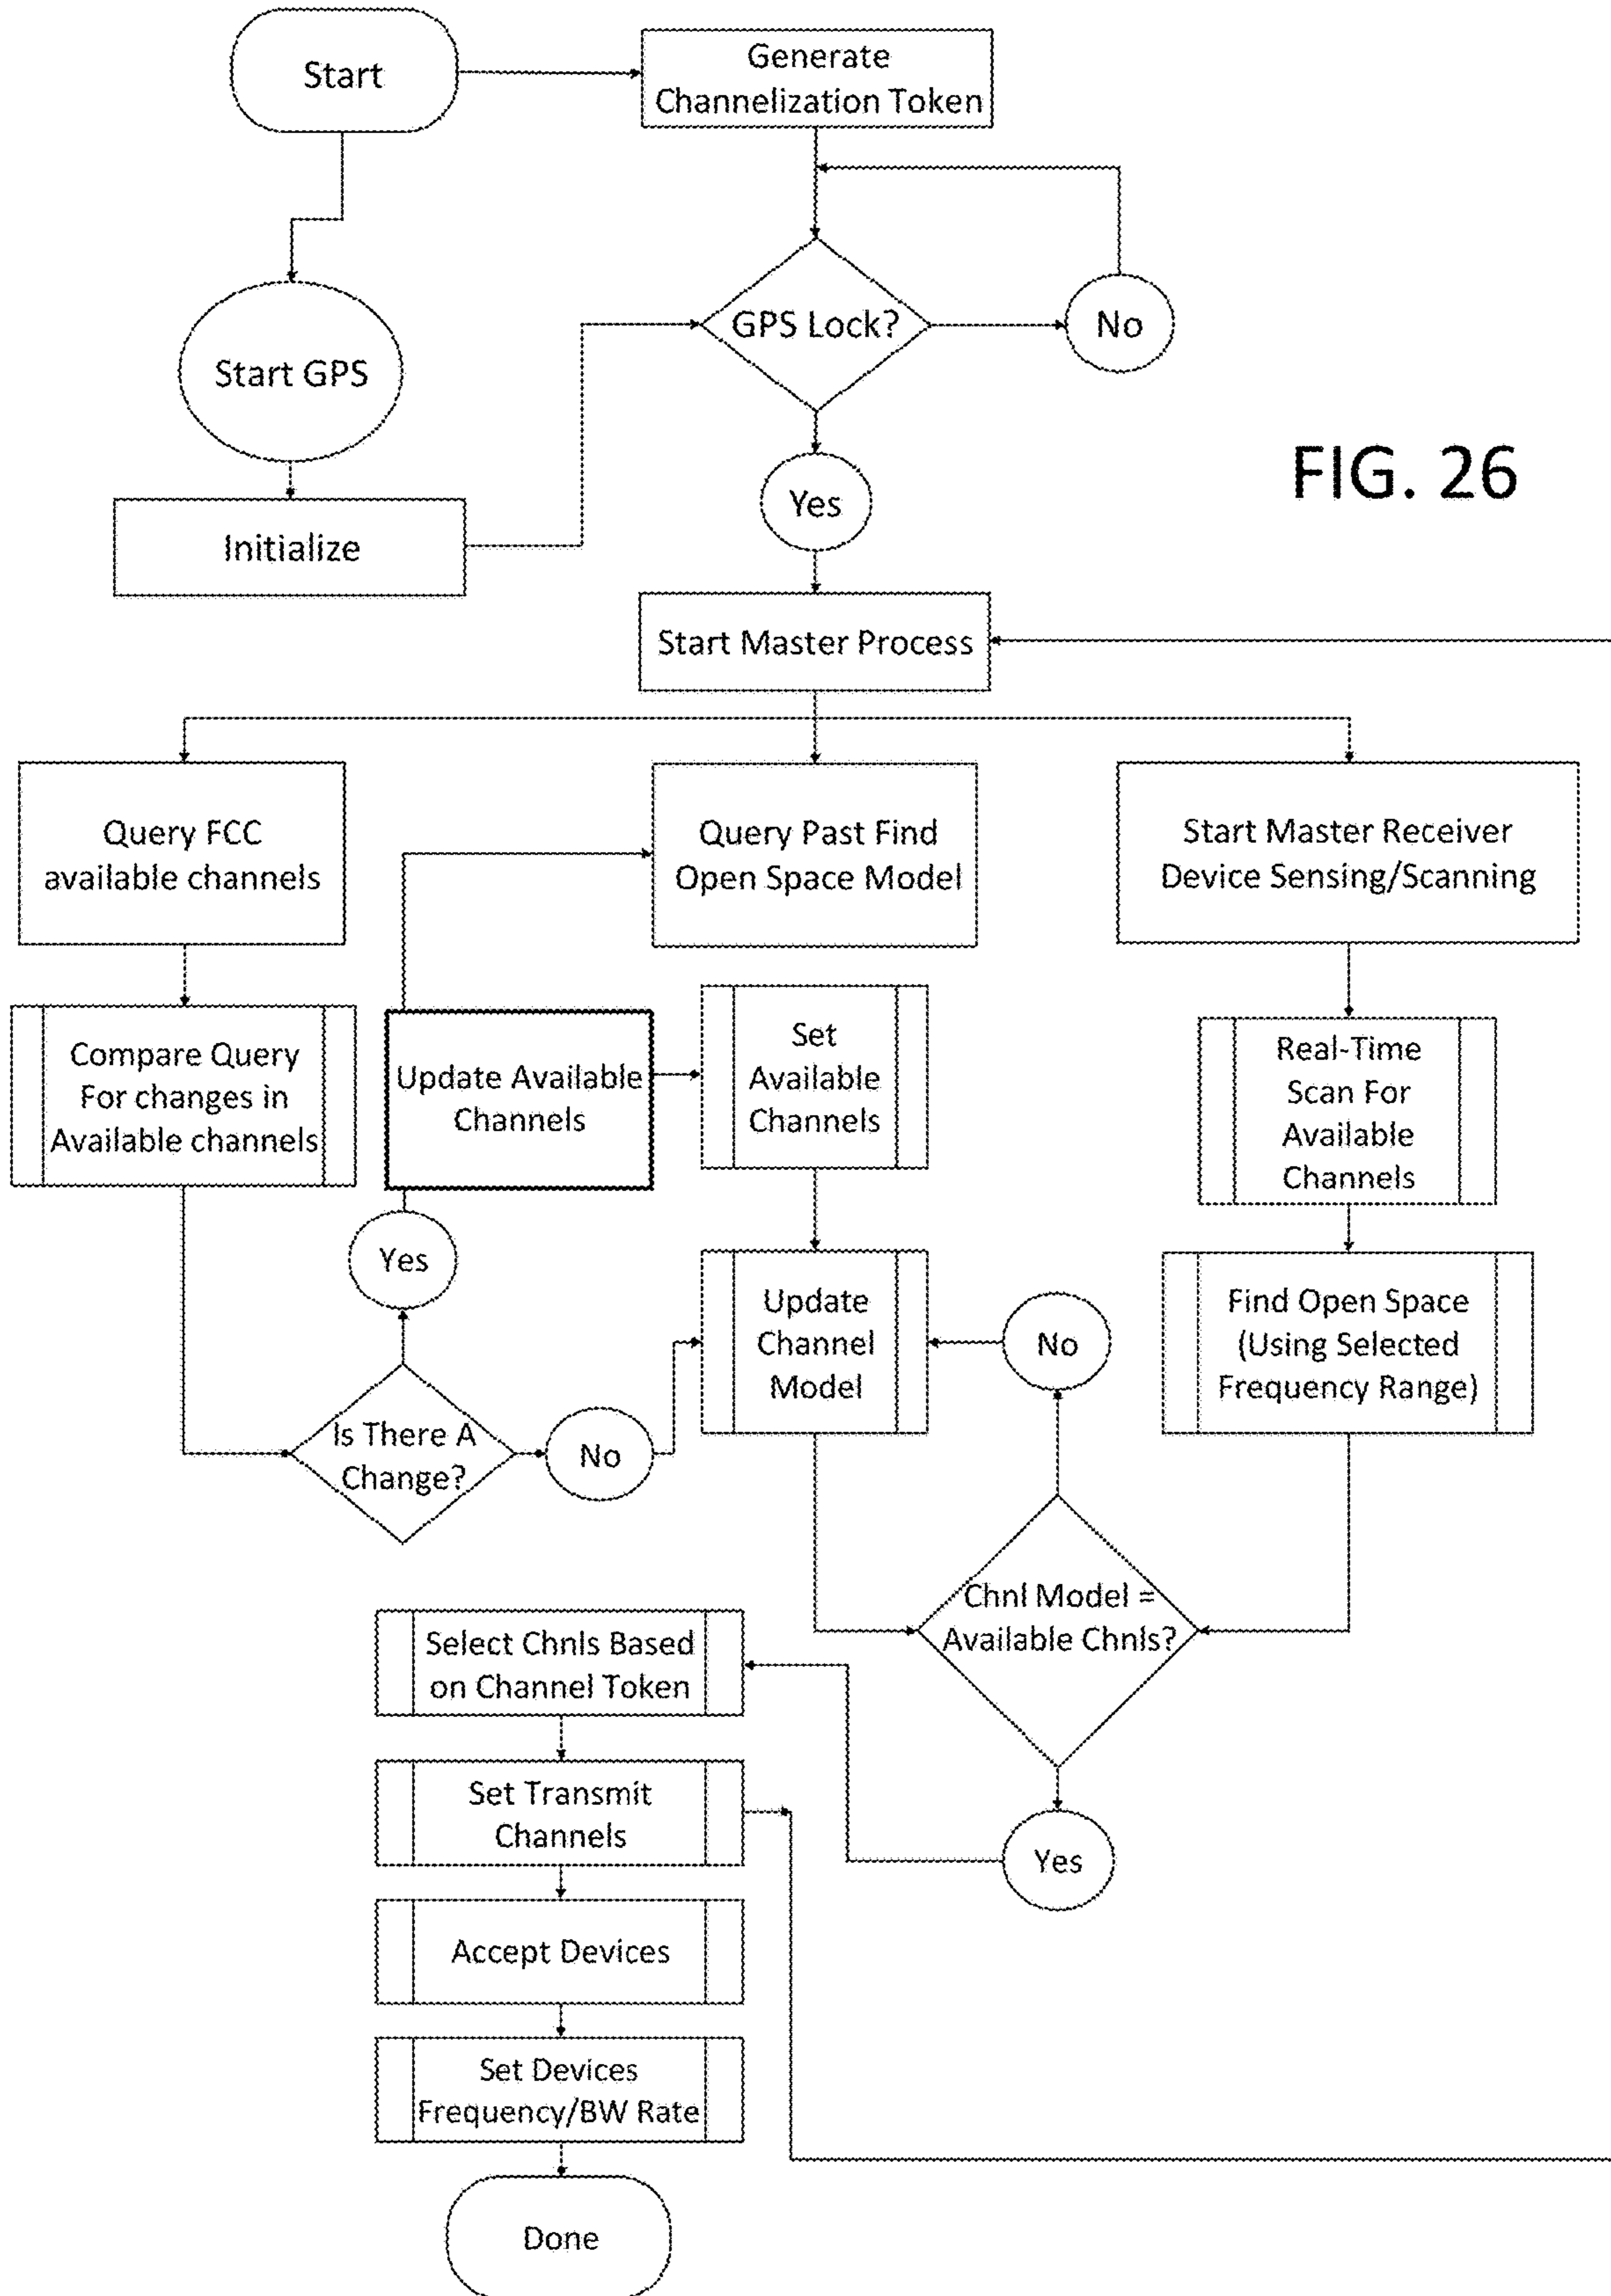 Start
Generate
Channelization Token
GPS Lock?
No
Start GPS
FIG. 26
Yes
Initialize
Start Master Process
Query FCC
available channels
Query Past Find
Open Space Model
Start Master Receiver
Device Sensing/Scanning
Compare Query
For changes in
Available channels
Update Available
Channels
Set
Available
Channels
Real-Time
Scan For
Available
Channels
Yes
Update
Channel
Model
No
Find Open Space
(Using Selected
Frequency Range)
Is There A
Change?
No
Chnl Model =
Available Chnls?
Select Chnls Based
on Channel Token
Set Transmit
Channels
Yes
Accept Devices
Set Devices
Frequency/BW Rate
Done